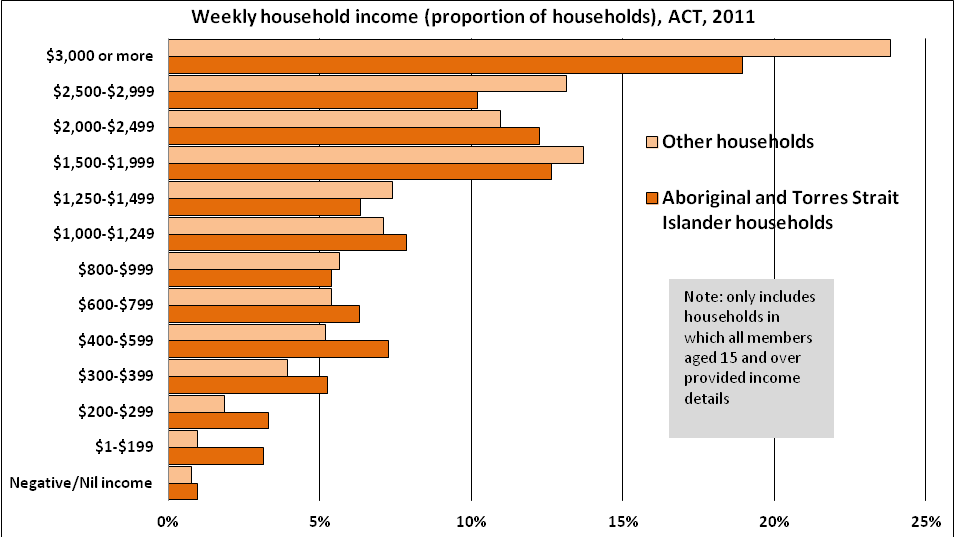 Weekly household income (proportion of households), ACT, 2011
$3,000 or more
$2,500-$2,999
$2,000-$2,499
$1,500-$1,999
$1,250-$1,499
$1,000-$1,249
$800-$999
$600-$799
$400-$599
$300-$399
$200-$299
$1-$199
Negative/Nil income
0%
5%
10%
15%
20%
25%
Other households
Aboriginal and Torres Strait
Islander households
Note: only includes
households in
which all members
aged 15 and over
provided income
details